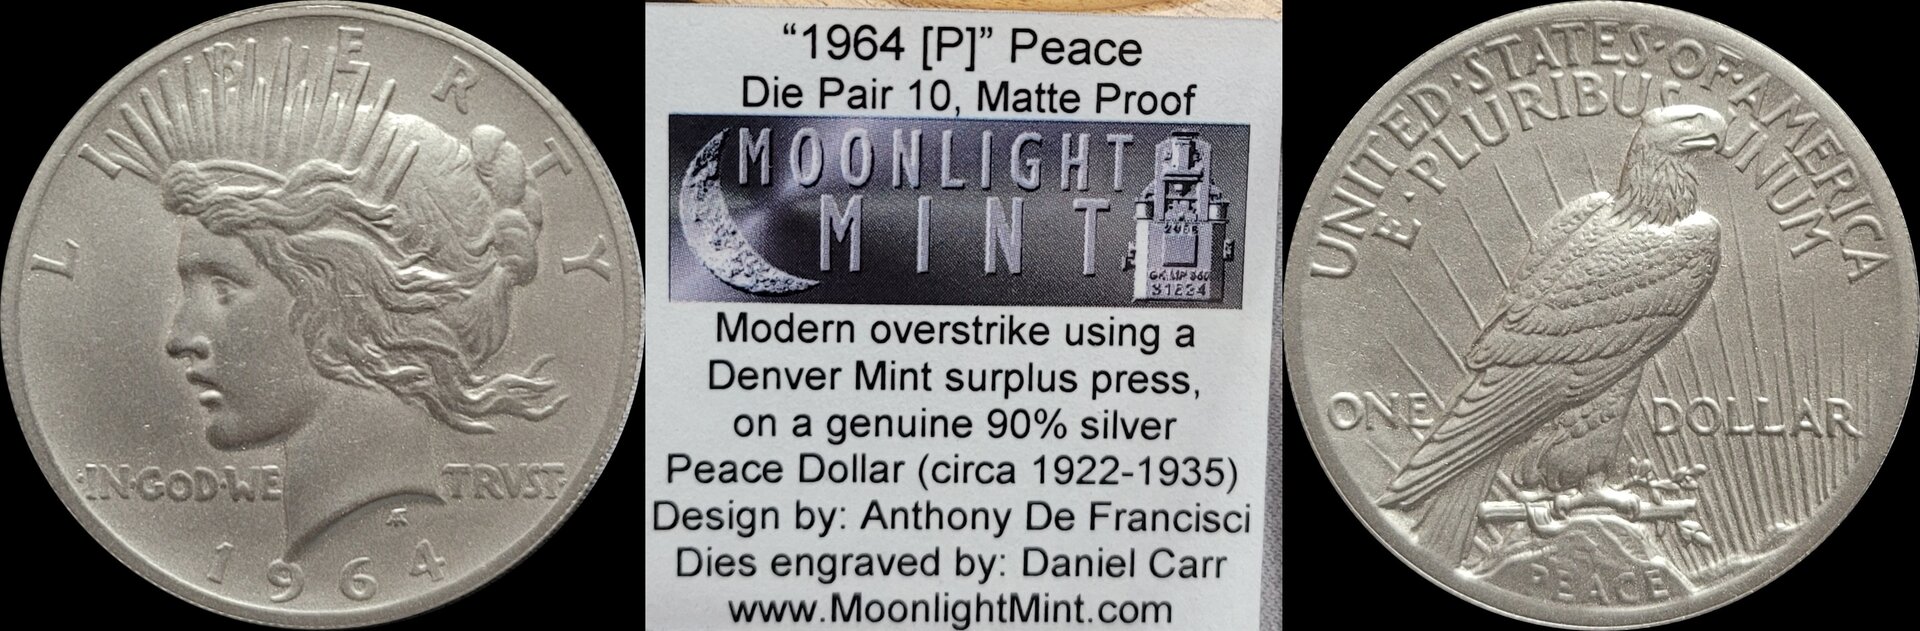 LIBERTY
IN·GOD·WE TRVST·
1964
“1964 [P]” Peace
Die Pair 10, Matte Proof
MOONLIGHT
MINT
Modern overstrike using a
Denver Mint surplus press,
on a genuine 90% silver
Peace Dollar (circa 1922-1935)
Design by: Anthony De Francisci
Dies engraved by: Daniel Carr
www.MoonlightMint.com
UNITED·STATES·OF·AMERICA
E·PLURIBUS UNUM
ONE DOLLAR
PEACE